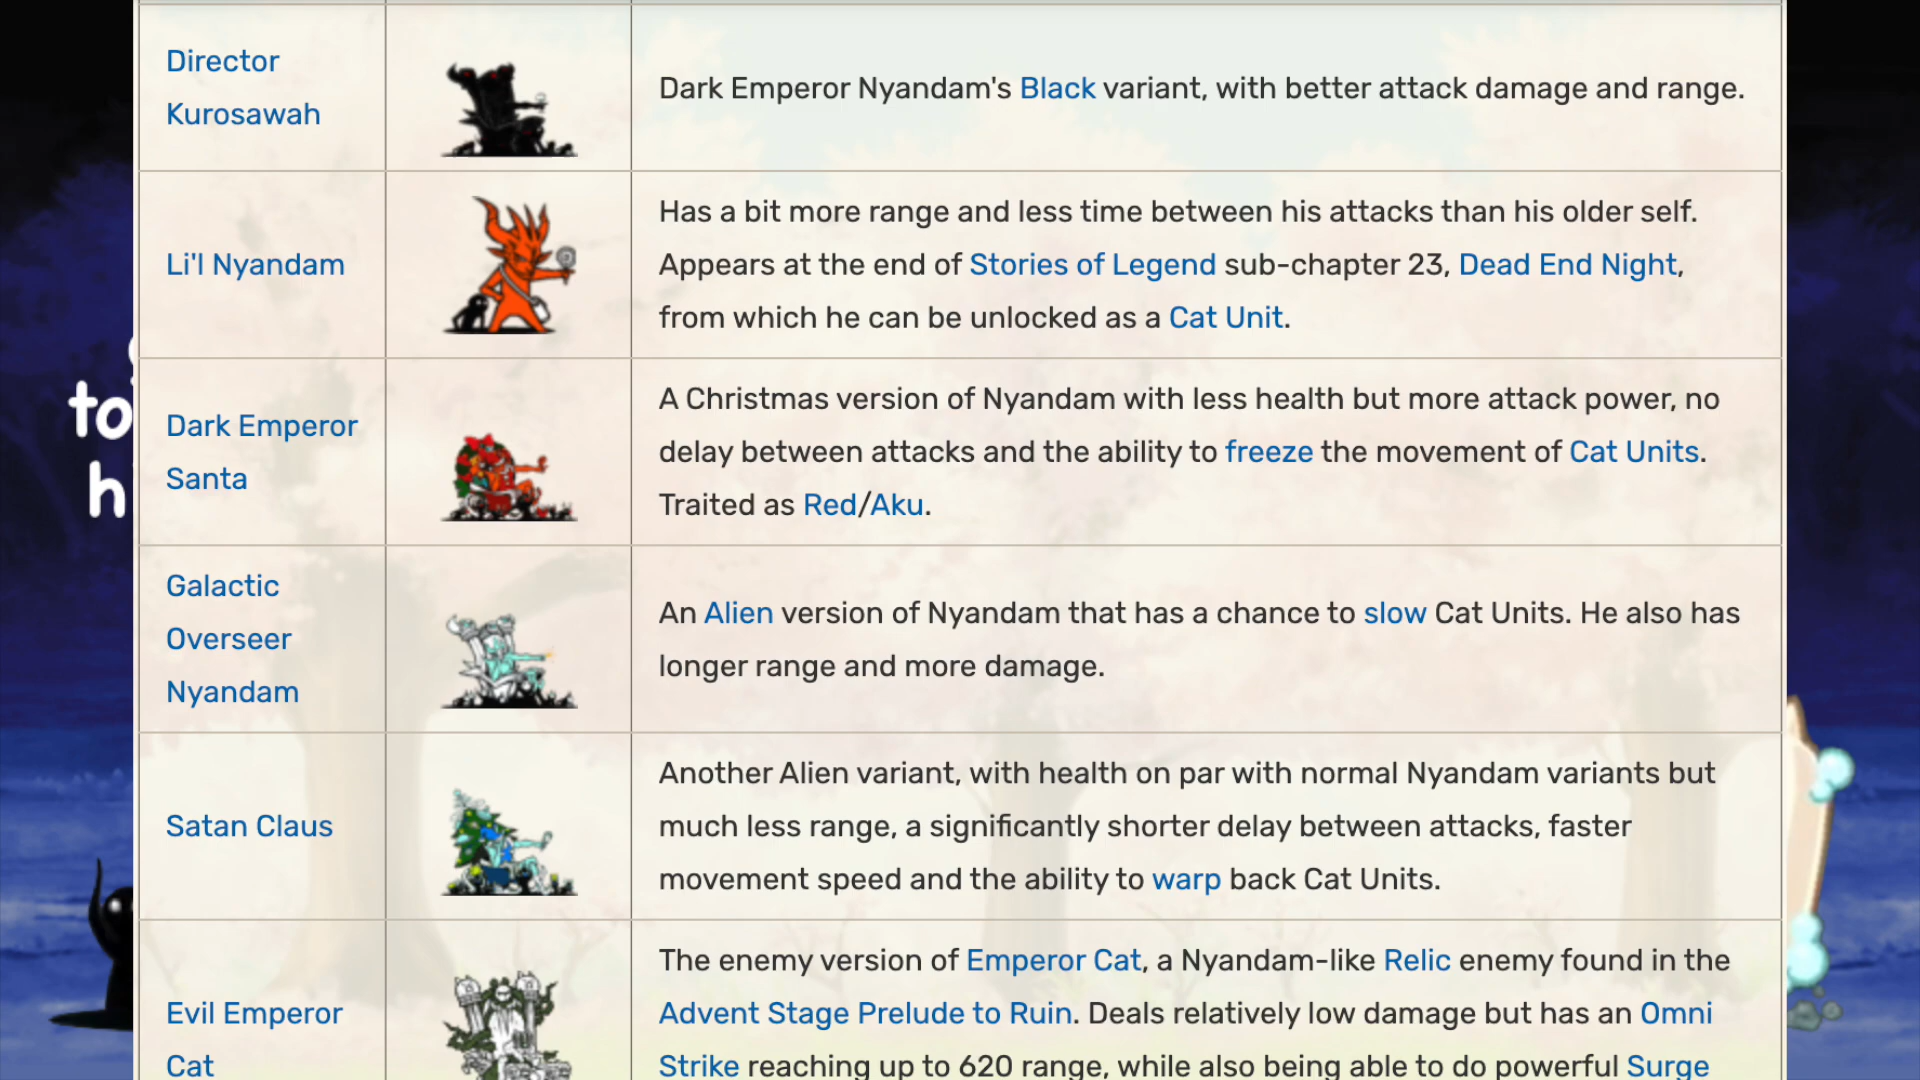 Director
Kurosawah
Dark Emperor Nyandam's Black variant, with better attack damage and range.
Li'l Nyandam
Has a bit more range and less time between his attacks than his older self.
Appears at the end of Stories of Legend sub-chapter 23, Dead End Night,
from which he can be unlocked as a Cat Unit.
to
h
Dark Emperor
Santa
A Christmas version of Nyandam with less health but more attack power, no
delay between attacks and the ability to freeze the movement of Cat Units.
Traited as Red/Aku.
Galactic
Overseer
Nyandam
An Alien version of Nyandam that has a chance to slow Cat Units. He also has
longer range and more damage.
Satan Claus
Another Alien variant, with health on par with normal Nyandam variants but
much less range, a significantly shorter delay between attacks, faster
movement speed and the ability to warp back Cat Units.
Evil Emperor
Cat
The enemy version of Emperor Cat, a Nyandam-like Relic enemy found in the
Advent Stage Prelude to Ruin. Deals relatively low damage but has an Omni
Strike reaching up to 620 range, while also being able to do powerful Surge